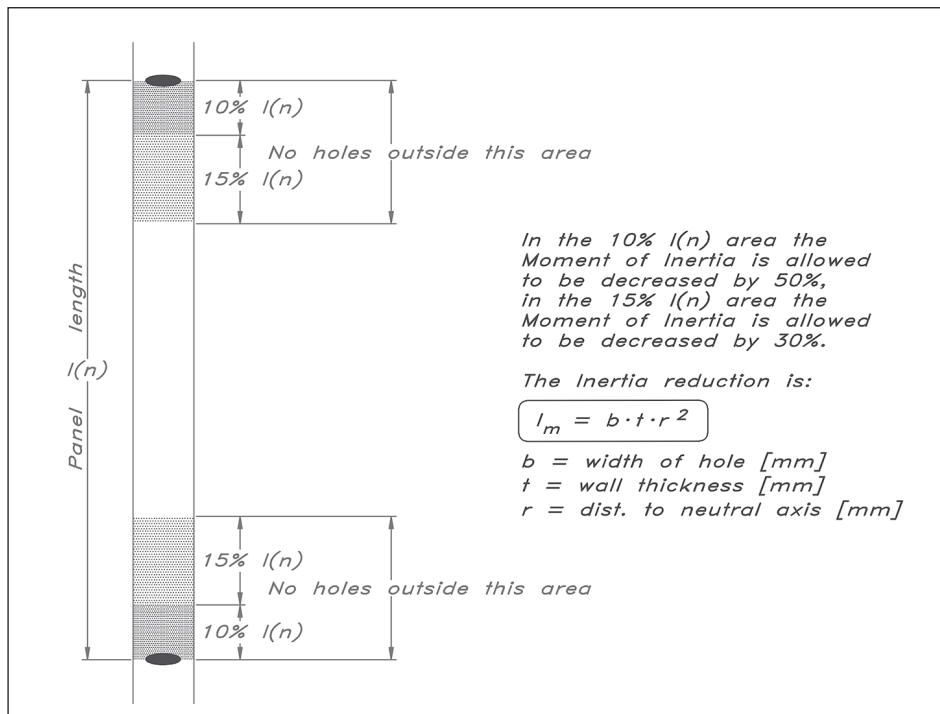 10% l(n)
No holes outside this area
15% l(n)
In the 10% l(n) area the
Moment of Inertia is allowed
to be decreased by 50%,
in the 15% l(n) area the
Moment of Inertia is allowed
to be decreased by 30%.
Panel length
l(n)
The Inertia reduction is:
I_m = b·t·r²
b = width of hole [mm]
t = wall thickness [mm]
r = dist. to neutral axis [mm]
15% l(n)
No holes outside this area
10% l(n)